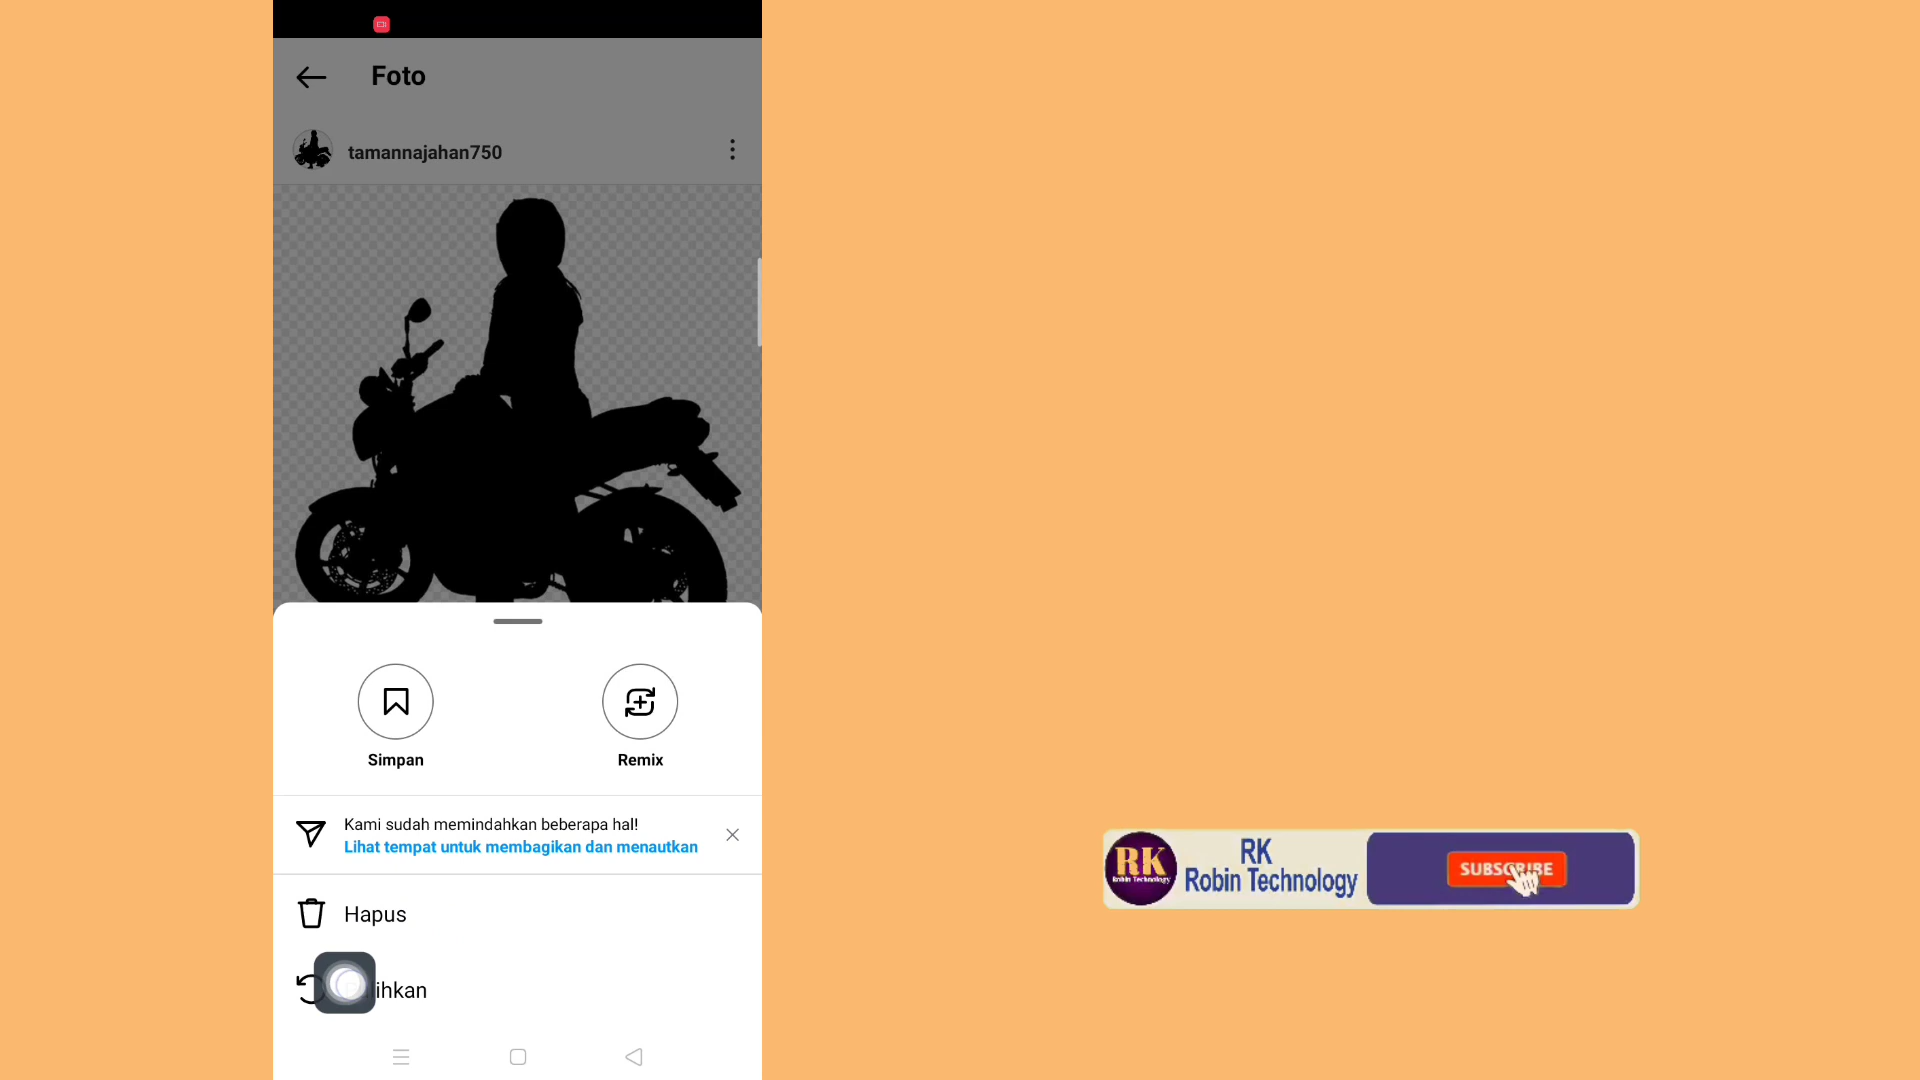 Foto
tamannajahan750
Simpan
Remix
Kami sudah memindahkan beberapa hal!
Lihat tempat untuk membagikan dan menautkan
Hapus
ihkan
RK
Robin Technology
RK
Robin Technology
SUBSCRIBE